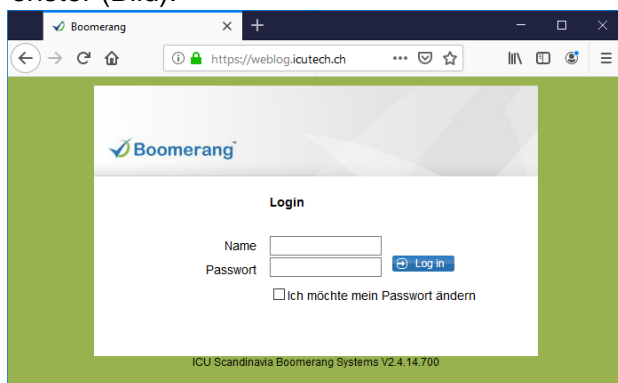 Boomerang
https://weblog.icutech.ch
Boomerang
Login
Name
Passwort
Log in
Ich möchte mein Passwort ändern
ICU Scandinavia Boomerang Systems V2.4.14.700